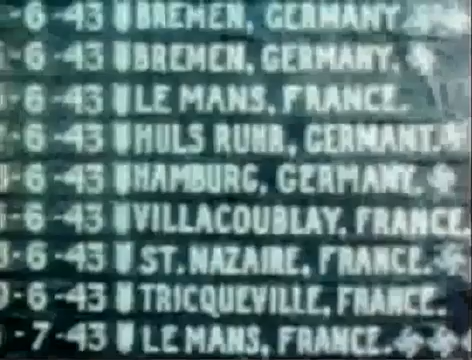 -6-43 BREMEN, GERMANY
-6-43 BREMEN, GERMANY.
-6-43 LE MANS, FRANCE.
-6-43 HULS RUHR, GERMANY.
-6-43 HAMBURG, GERMANY.
-6-43 VILLACOUBLAY, FRANCE.
-6-43 ST. NAZAIRE, FRANCE.
-6-43 TRICQUEVILLE, FRANCE.
-7-43 LE MANS, FRANCE.